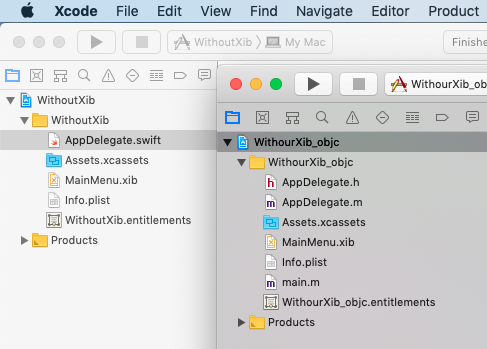 Xcode File Edit View Find Navigate Editor Product
WithoutXib My Mac
Finishe
WithoutXib
WithoutXib
AppDelegate.swift
Assets.xcassets
MainMenu.xib
Info.plist
WithoutXib.entitlements
Products
WithourXib_ob
WithourXib_objc
WithourXib_objc
h AppDelegate.h
m AppDelegate.m
Assets.xcassets
MainMenu.xib
Info.plist
m main.m
WithourXib_objc.entitlements
Products